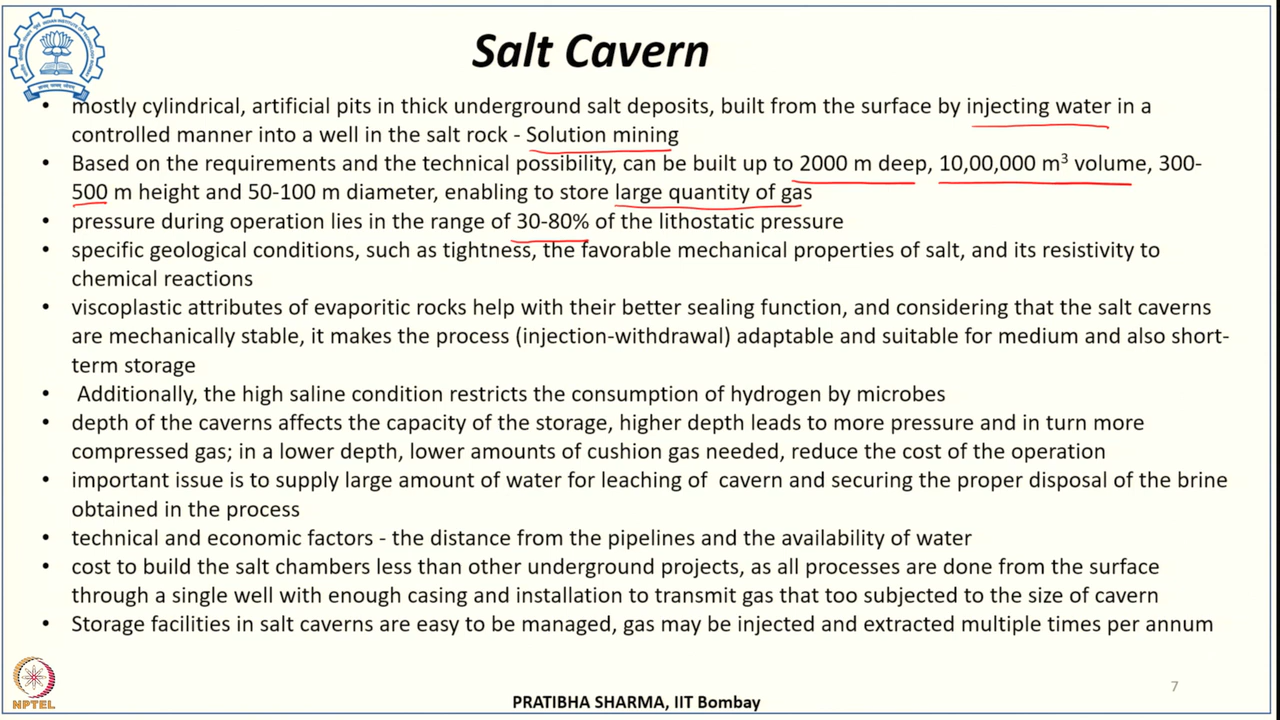 Salt Cavern
• mostly cylindrical, artificial pits in thick underground salt deposits, built from the surface by injecting water in a
controlled manner into a well in the salt rock - Solution mining
• Based on the requirements and the technical possibility, can be built up to 2000 m deep, 10,00,000 m³ volume, 300-
500 m height and 50-100 m diameter, enabling to store large quantity of gas
• pressure during operation lies in the range of 30-80% of the lithostatic pressure
• specific geological conditions, such as tightness, the favorable mechanical properties of salt, and its resistivity to
chemical reactions
• viscoplastic attributes of evaporitic rocks help with their better sealing function, and considering that the salt caverns
are mechanically stable, it makes the process (injection-withdrawal) adaptable and suitable for medium and also short-
term storage
• Additionally, the high saline condition restricts the consumption of hydrogen by microbes
• depth of the caverns affects the capacity of the storage, higher depth leads to more pressure and in turn more
compressed gas; in a lower depth, lower amounts of cushion gas needed, reduce the cost of the operation
• important issue is to supply large amount of water for leaching of cavern and securing the proper disposal of the brine
obtained in the process
• technical and economic factors - the distance from the pipelines and the availability of water
• cost to build the salt chambers less than other underground projects, as all processes are done from the surface
through a single well with enough casing and installation to transmit gas that too subjected to the size of cavern
• Storage facilities in salt caverns are easy to be managed, gas may be injected and extracted multiple times per annum
7
NPTEL
PRATIBHA SHARMA, IIT Bombay